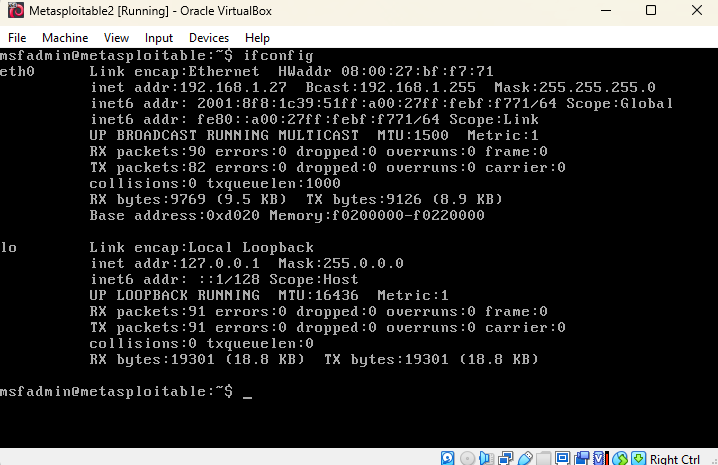 Metasploitable2 [Running] - Oracle VirtualBox
File Machine View Input Devices Help
msfadmin@metasploitable:~$ ifconfig
eth0 Link encap:Ethernet HWaddr 08:00:27:bf:f7:71
inet addr:192.168.1.27 Bcast:192.168.1.255 Mask:255.255.255.0
inet6 addr: 2001:8f8:1c39:51ff:a00:27ff:febf:f771/64 Scope:Global
inet6 addr: fe80::a00:27ff:febf:f771/64 Scope:Link
UP BROADCAST RUNNING MULTICAST MTU:1500 Metric:1
RX packets:90 errors:0 dropped:0 overruns:0 frame:0
TX packets:82 errors:0 dropped:0 overruns:0 carrier:0
collisions:0 txqueuelen:1000
RX bytes:9769 (9.5 KB) TX bytes:9126 (8.9 KB)
Base address:0xd020 Memory:f0200000-f0220000
lo Link encap:Local Loopback
inet addr:127.0.0.1 Mask:255.0.0.0
inet6 addr: ::1/128 Scope:Host
UP LOOPBACK RUNNING MTU:16436 Metric:1
RX packets:91 errors:0 dropped:0 overruns:0 frame:0
TX packets:91 errors:0 dropped:0 overruns:0 carrier:0
collisions:0 txqueuelen:0
RX bytes:19301 (18.8 KB) TX bytes:19301 (18.8 KB)
msfadmin@metasploitable:~$ _
Right Ctrl